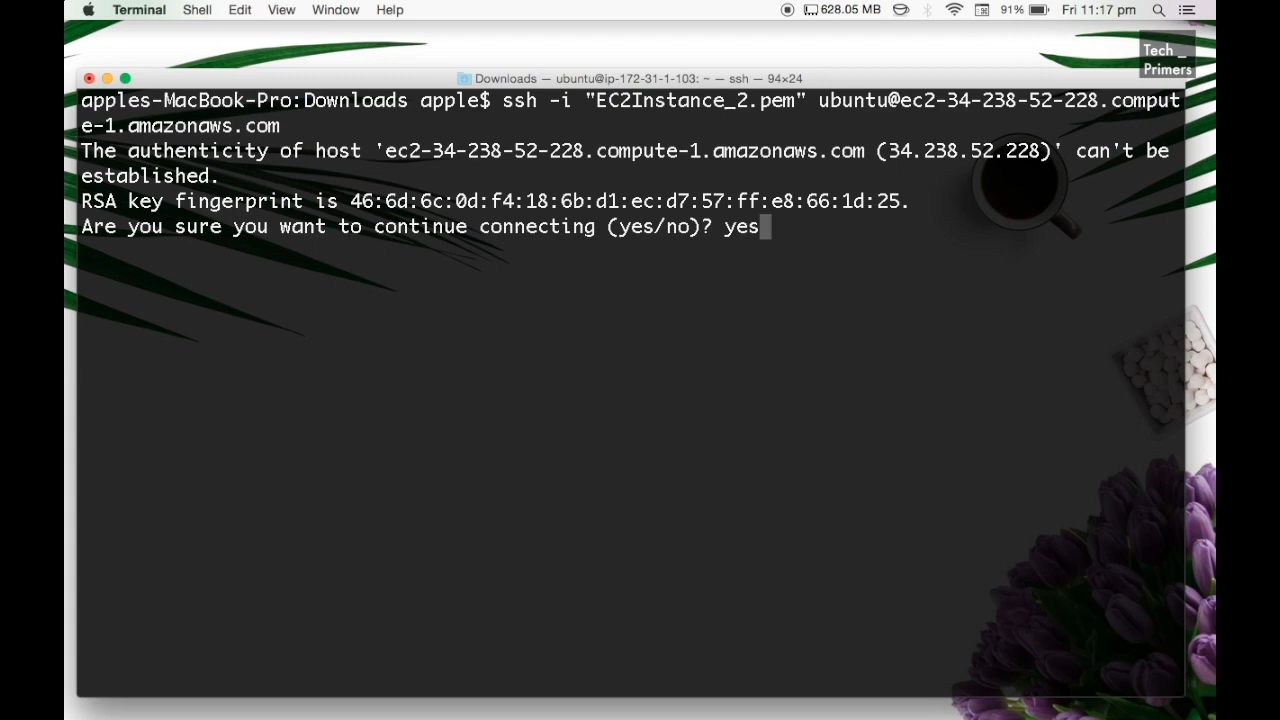 Terminal Shell Edit View Window Help 628.05 MB 91% Fri 11:17 pm
Tech _
Primers
Downloads — ubuntu@ip-172-31-1-103: ~ — ssh — 94×24
apples-MacBook-Pro:Downloads apple$ ssh -i "EC2Instance_2.pem" ubuntu@ec2-34-238-52-228.comput
e-1.amazonaws.com
The authenticity of host 'ec2-34-238-52-228.compute-1.amazonaws.com (34.238.52.228)' can't be
established.
RSA key fingerprint is 46:6d:6c:0d:f4:18:6b:d1:ec:d7:57:ff:e8:66:1d:25.
Are you sure you want to continue connecting (yes/no)? yes